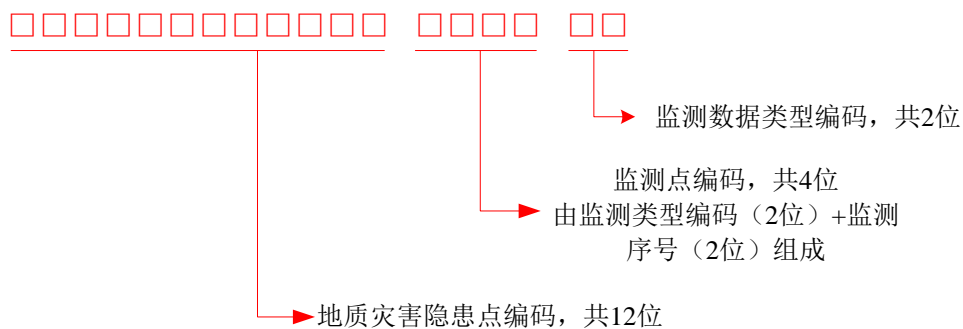 监测数据类型编码，共2位
监测点编码，共4位
由监测类型编码（2位）+监测
序号（2位）组成
地质灾害隐患点编码，共12位